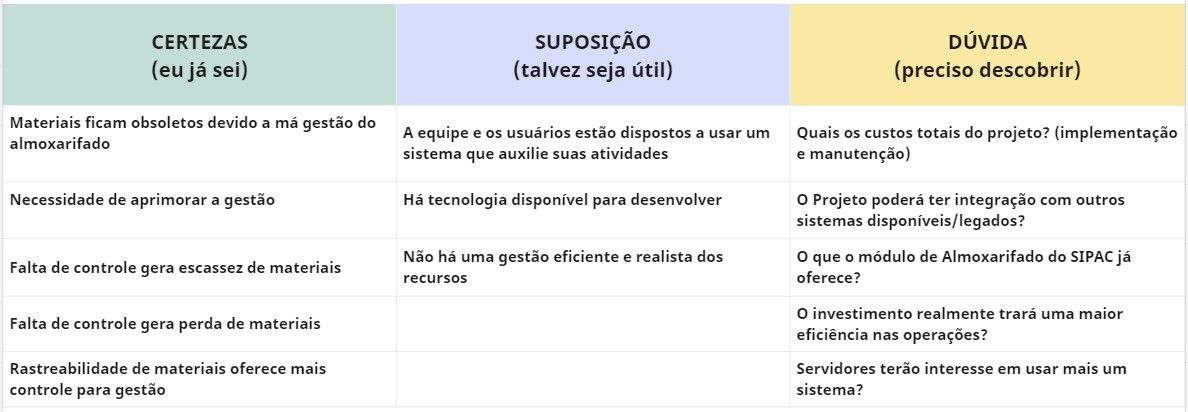 CERTEZAS
(eu já sei)
SUPOSIÇÃO
(talvez seja útil)
DÚVIDA
(preciso descobrir)
Materiais ficam obsoletos devido a má gestão do
almoxarifado
A equipe e os usuários estão dispostos a usar um
sistema que auxilie suas atividades
Quais os custos totais do projeto? (implementação
e manutenção)
Necessidade de aprimorar a gestão
Há tecnologia disponível para desenvolver
O Projeto poderá ter integração com outros
sistemas disponíveis/legados?
Falta de controle gera escassez de materiais
Não há uma gestão eficiente e realista dos
recursos
O que o módulo de Almoxarifado do SIPAC já
oferece?
Falta de controle gera perda de materiais
O investimento realmente trará uma maior
eficiência nas operações?
Rastreabilidade de materiais oferece mais
controle para gestão
Servidores terão interesse em usar mais um
sistema?